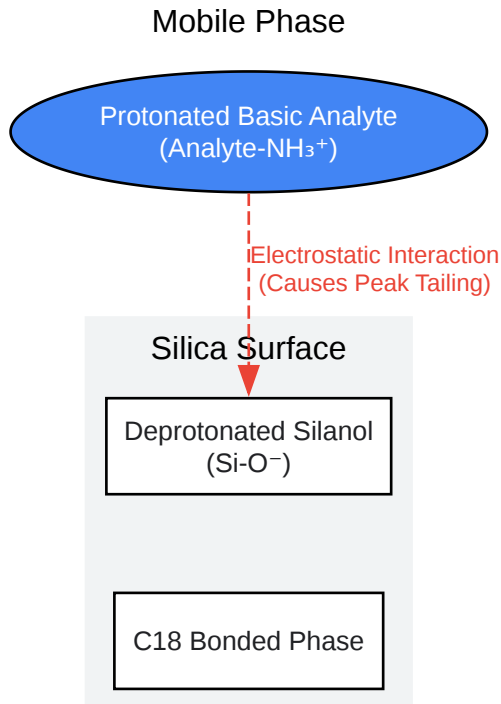 Mobile Phase
Protonated Basic Analyte
(Analyte-NH₃⁺)
Electrostatic Interaction
(Causes Peak Tailing)
Silica Surface
Deprotonated Silanol
(Si-O⁻)
C18 Bonded Phase